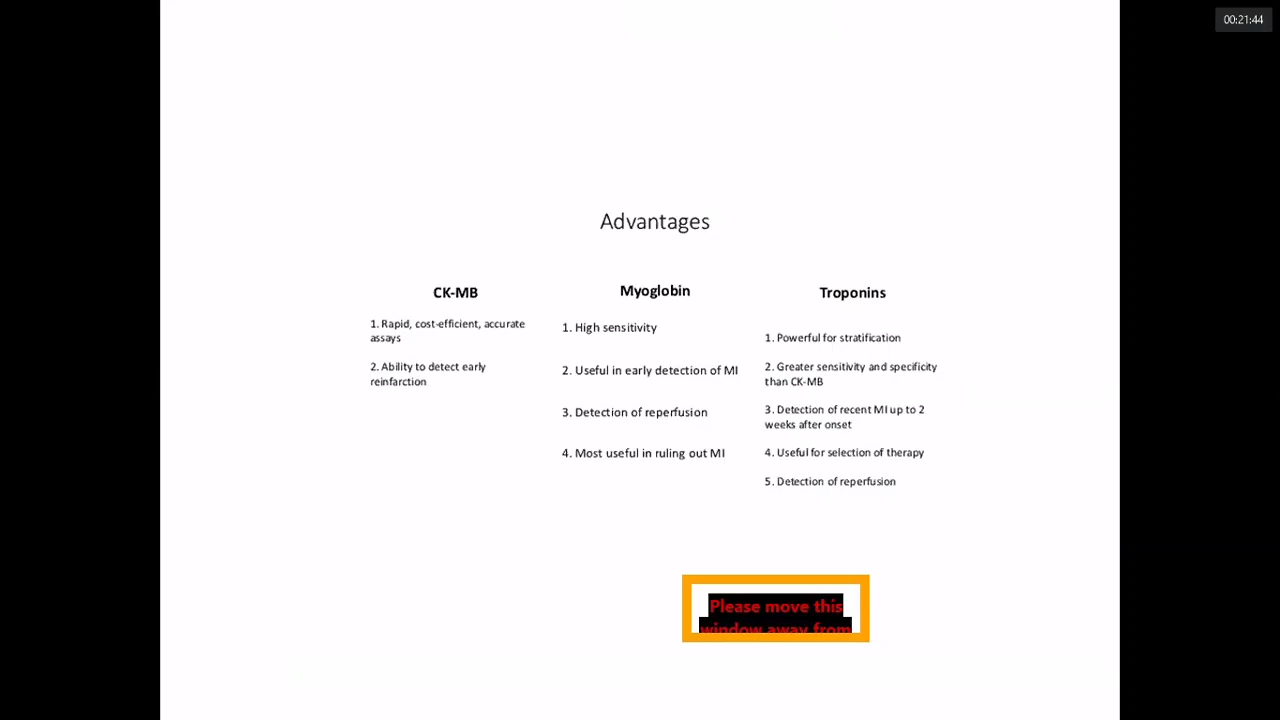 00:21:44
Advantages
CK-MB
1. Rapid, cost-efficient, accurate
assays
2. Ability to detect early
reinfarction
Myoglobin
1. High sensitivity
2. Useful in early detection of MI
3. Detection of reperfusion
4. Most useful in ruling out MI
Troponins
1. Powerful for stratification
2. Greater sensitivity and specificity
than CK-MB
3. Detection of recent MI up to 2
weeks after onset
4. Useful for selection of therapy
5. Detection of reperfusion
Please move this
window away from